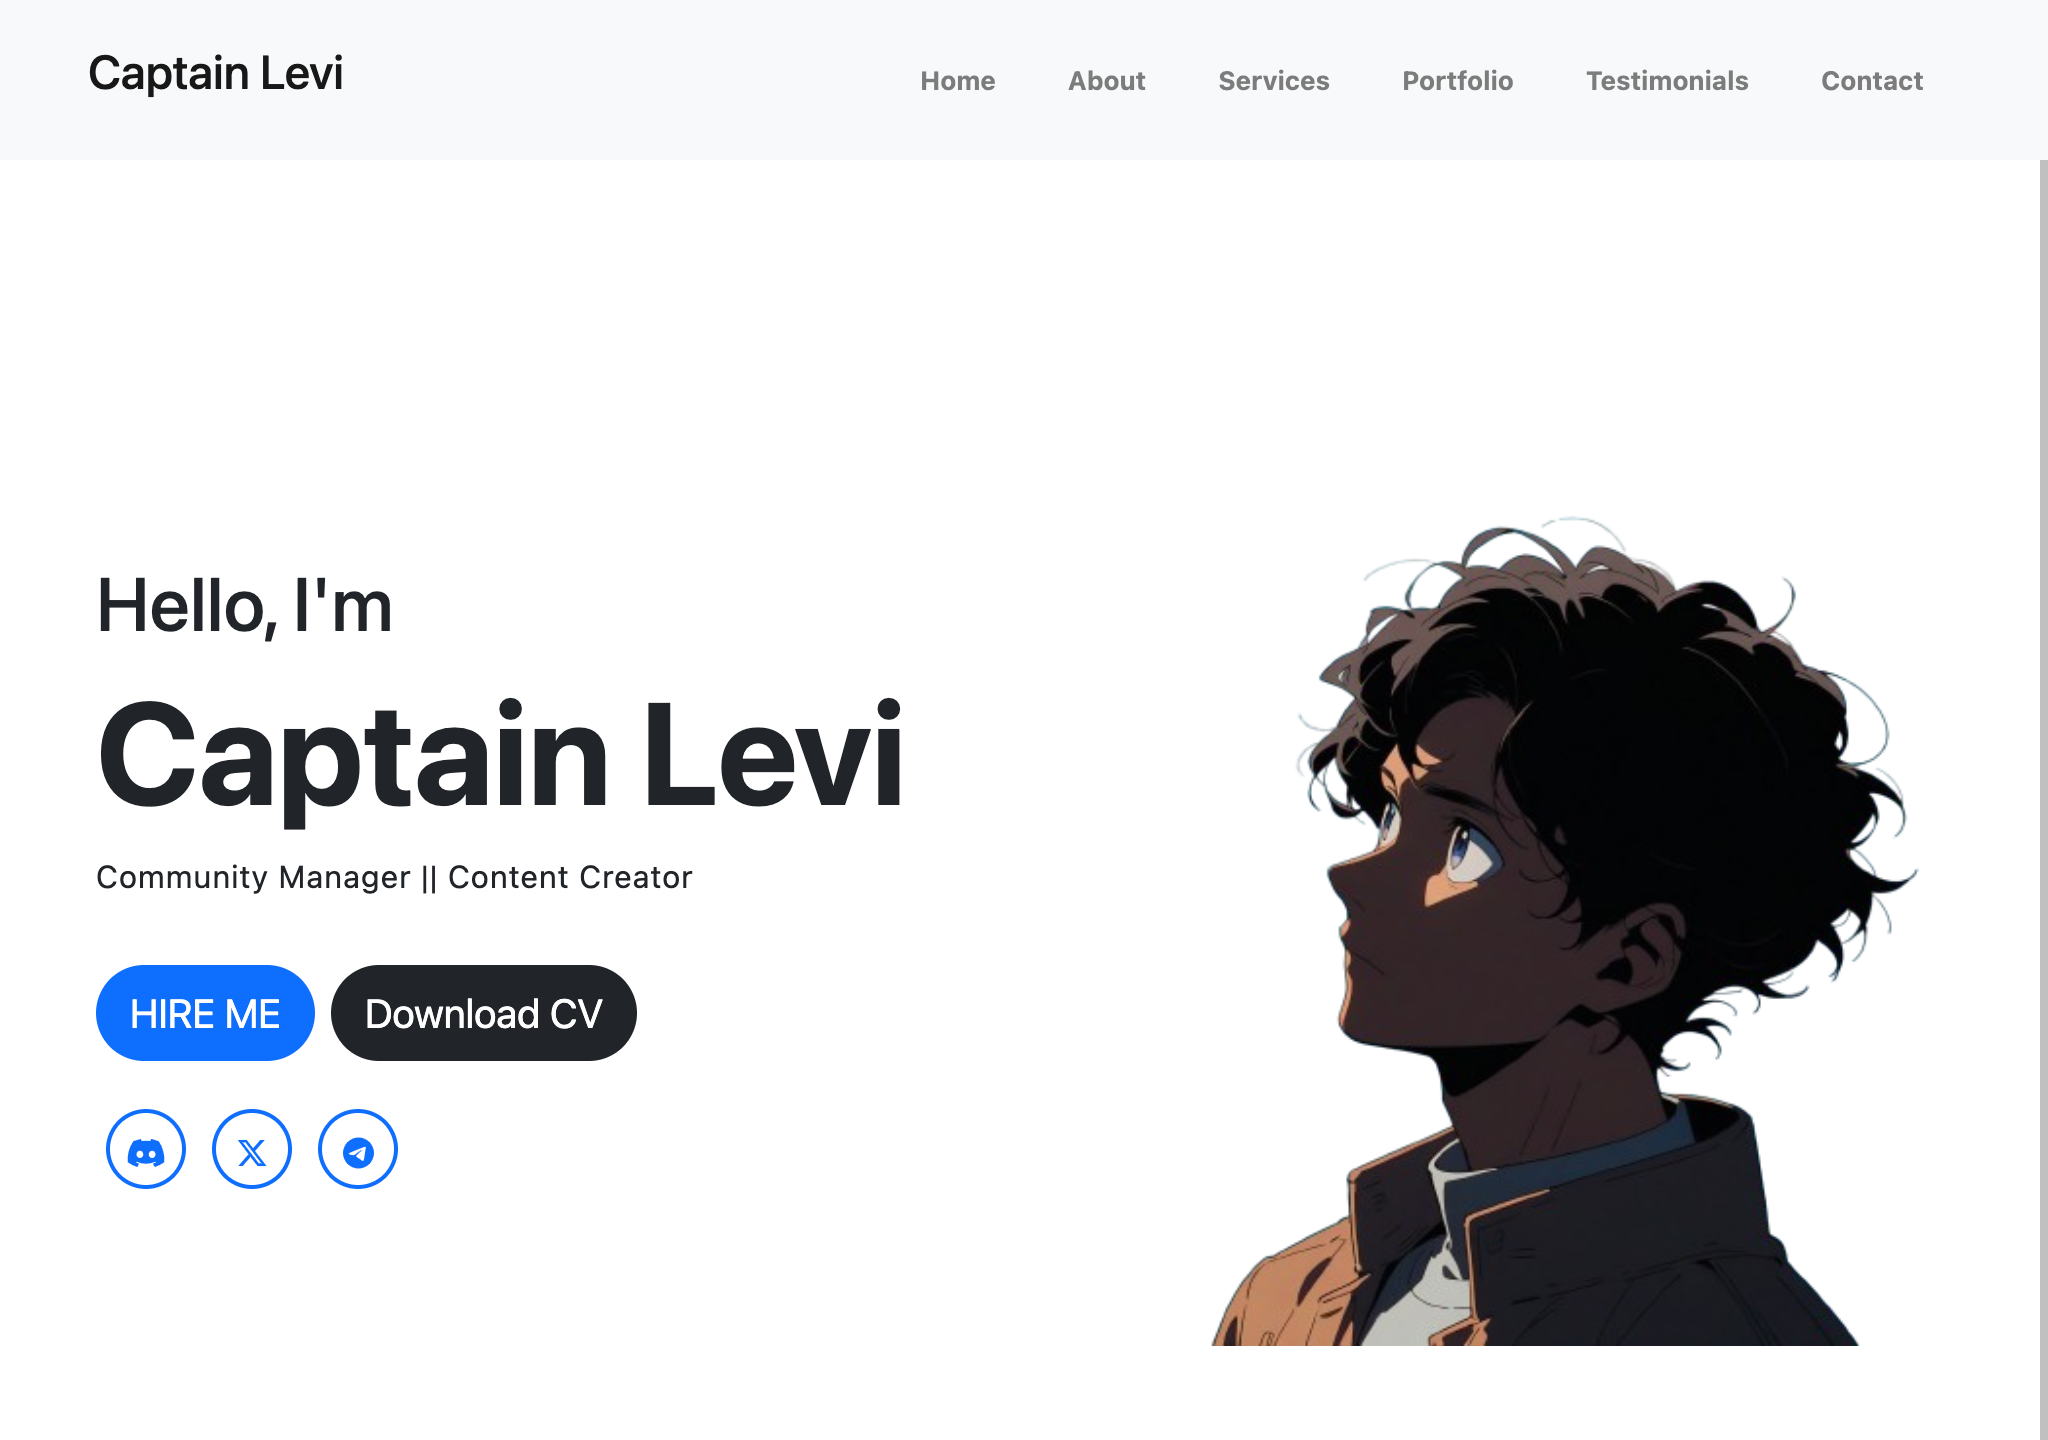 Captain Levi
Home About Services Portfolio Testimonials Contact
Hello, I'm
Captain Levi
Community Manager || Content Creator
HIRE ME Download CV